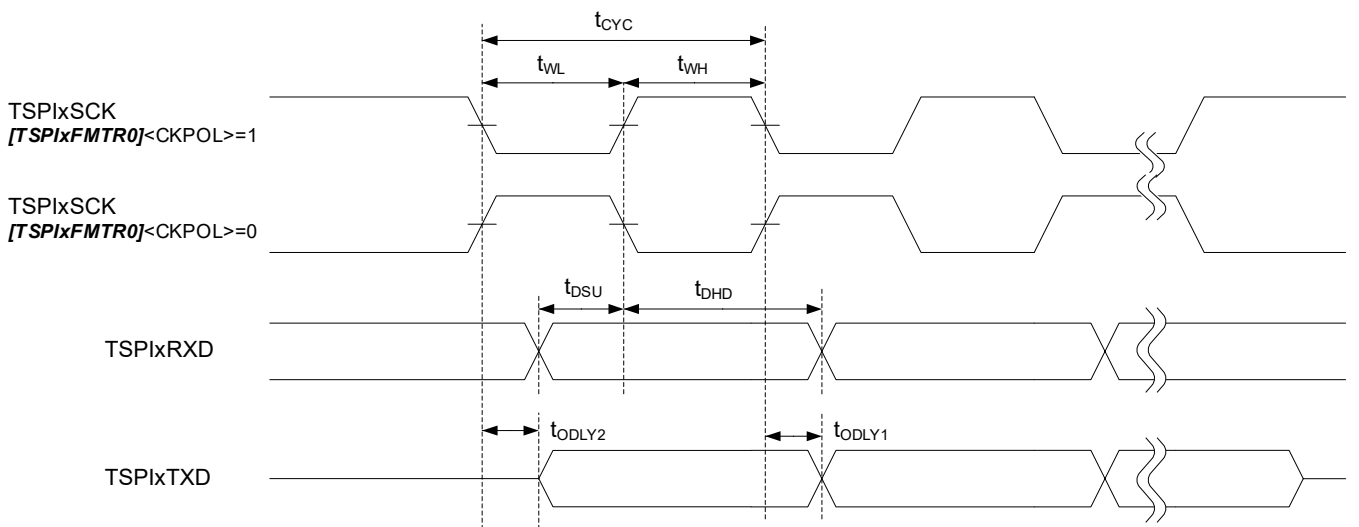 tCYC
tWL
tWH
TSPIxSCK
[TSPIxFMTR0]<CKPOL>=1
TSPIxSCK
[TSPIxFMTR0]<CKPOL>=0
tDSU
tDHD
TSPIxRXD
tODLY2
tODLY1
TSPIxTXD